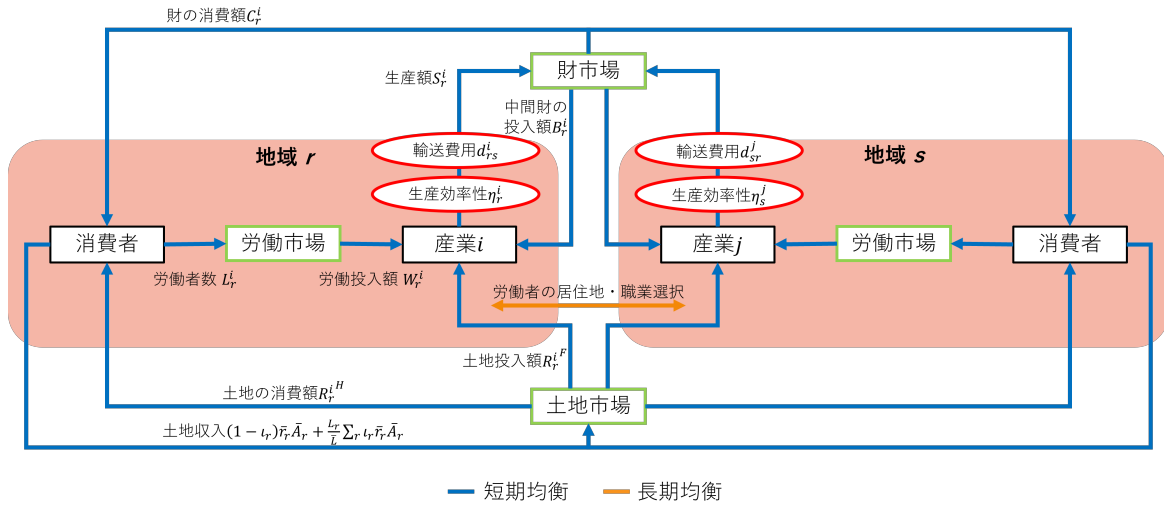 財の消費額$C_r^i$
財市場
生産額$S_r^i$
中間財の
投入額$B_r^i$
地域 r
輸送費用$d_{rs}^i$
輸送費用$d_{sr}^j$
地域 s
生産効率性$\eta_r^i$
生産効率性$\eta_s^j$
消費者
労働市場
産業i
産業j
労働市場
消費者
労働者数 $L_r^i$
労働投入額 $W_r^i$
労働者の居住地・職業選択
土地投入額$R_r^{i\,F}$
土地の消費額$R_r^{i\,H}$
土地市場
土地収入$(1-\iota_r)\bar{r}_r\bar{A}_r+\frac{L_r}{\bar{L}}\sum_r \iota_r\bar{r}_r\bar{A}_r$
短期均衡
長期均衡